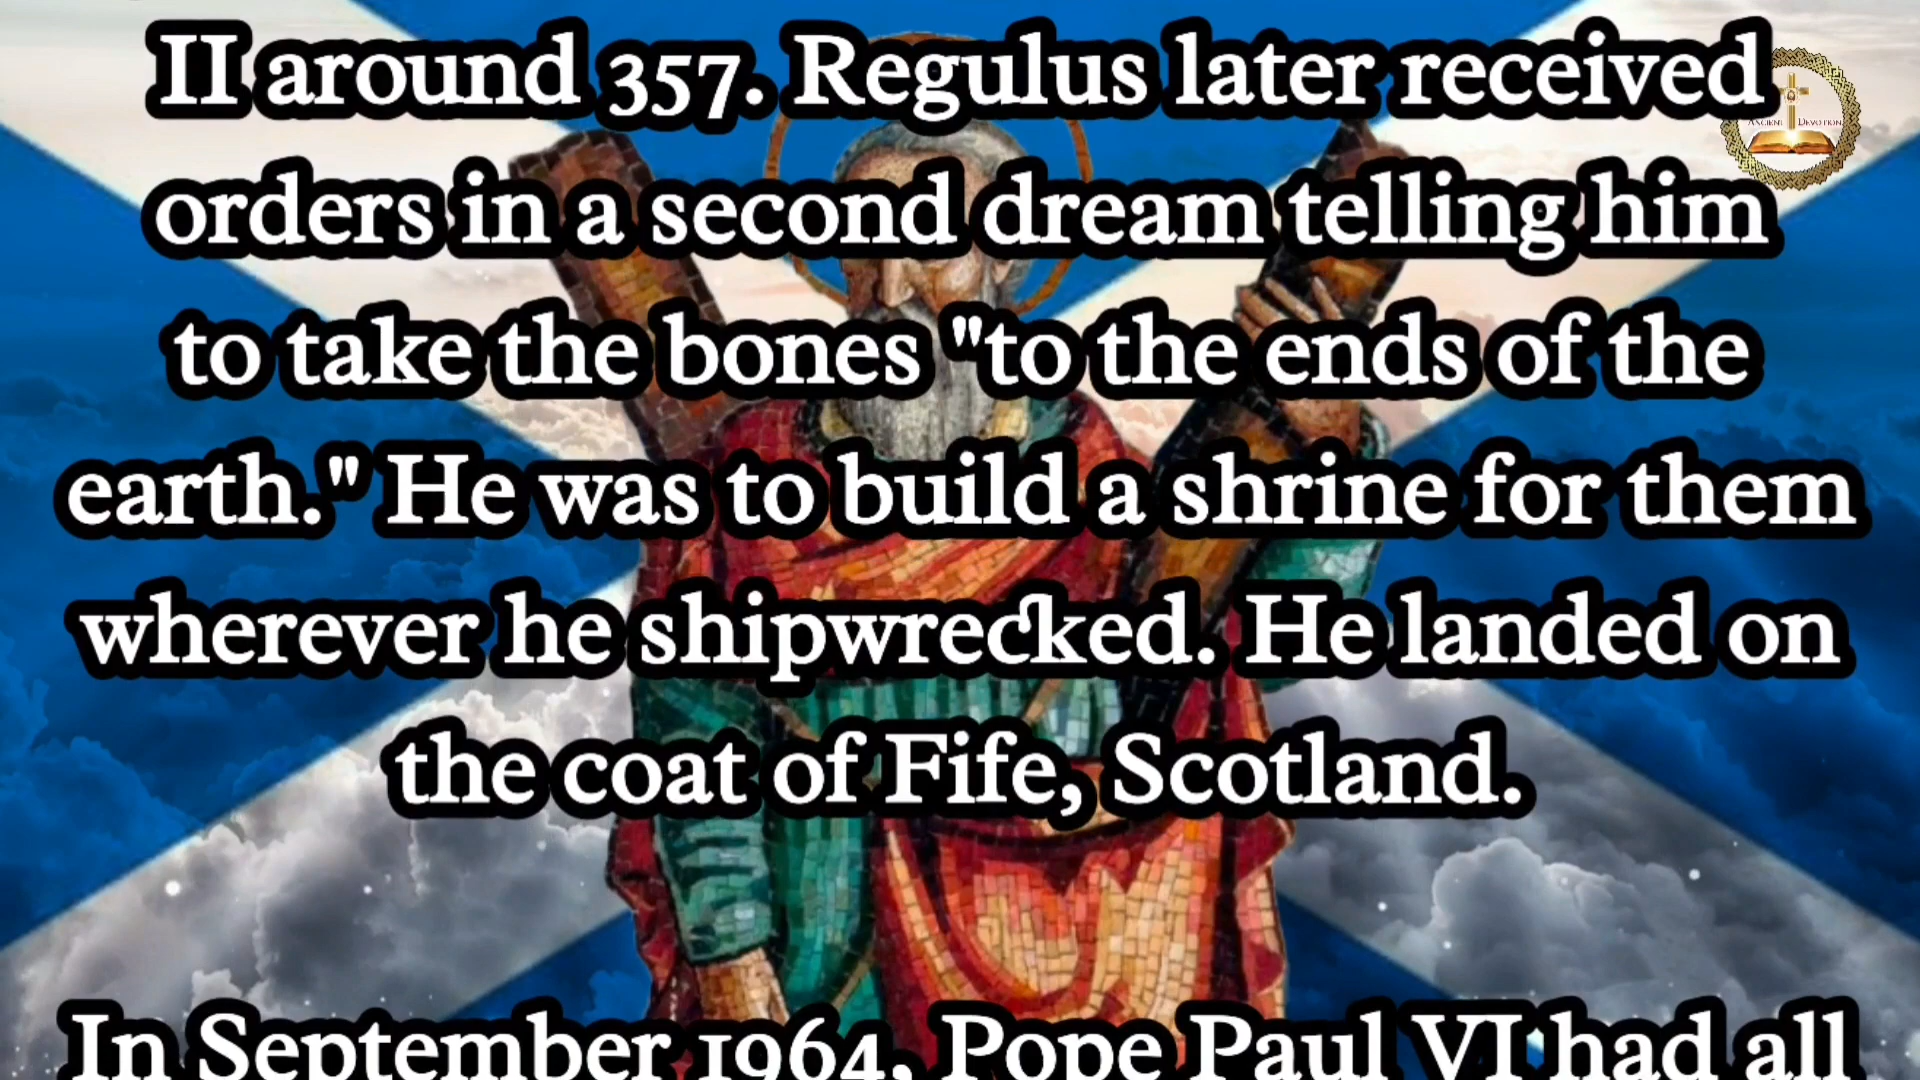 II around 357. Regulus later received
orders in a second dream telling him
to take the bones "to the ends of the
earth." He was to build a shrine for them
wherever he shipwrecked. He landed on
the coat of Fife, Scotland.
In September 1964, Pope Paul VI had all
Ancient Devotion